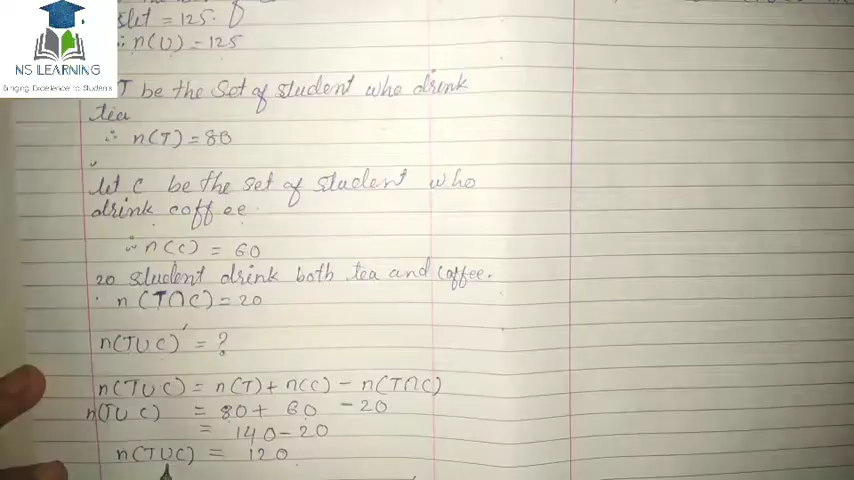 slet = 125.
∴ n(U) = 125
NS LEARNING
Bringing Excellence to Students
T be the set of student who drink
tea
∴ n(T) = 80
let C be the set of student who
drink coffee.
∴ n(C) = 60
20 student drink both tea and coffee.
n(T∩C) = 20
n(T∪C)' = ?
n(T∪C) = n(T) + n(C) - n(T∩C)
n(T∪C) = 80 + 60 - 20
= 140 - 20
n(T∪C) = 120